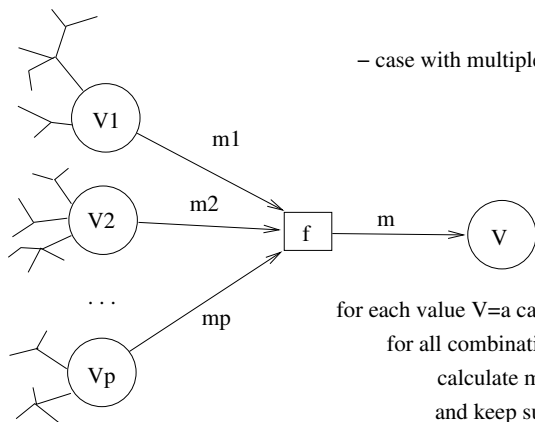 – case with multiple
V1
m1
V2
m2
f
m
V
. . .
mp
Vp
for each value V=a ca
for all combinati
calculate m
and keep su